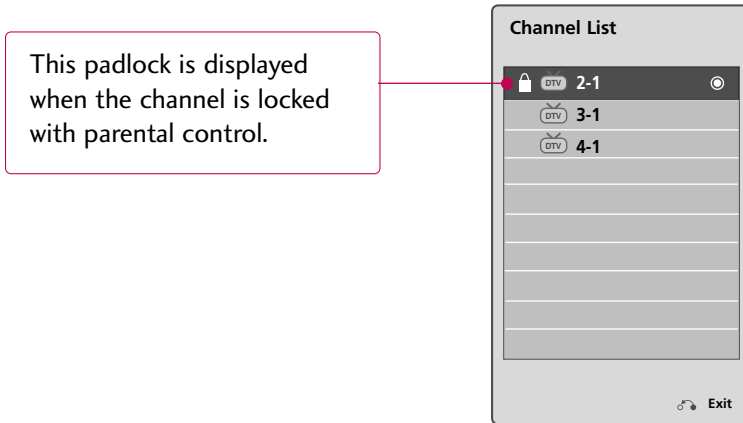 This padlock is displayed
when the channel is locked
with parental control.
Channel List
DTV 2-1
DTV 3-1
DTV 4-1
Exit